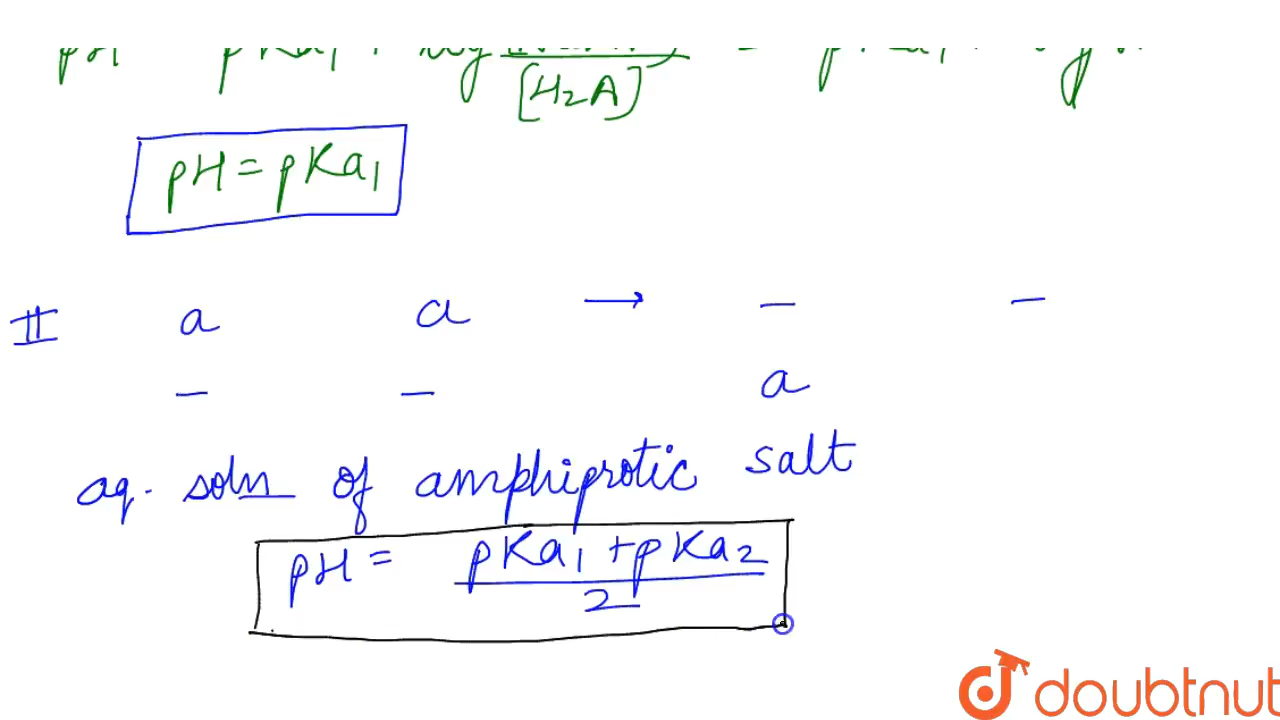 [H₂A]
pH = pKa₁
II a a → – –
– – a
aq. soln of amphiprotic salt
pH = pKa₁ + pKa₂
2
doubtnut